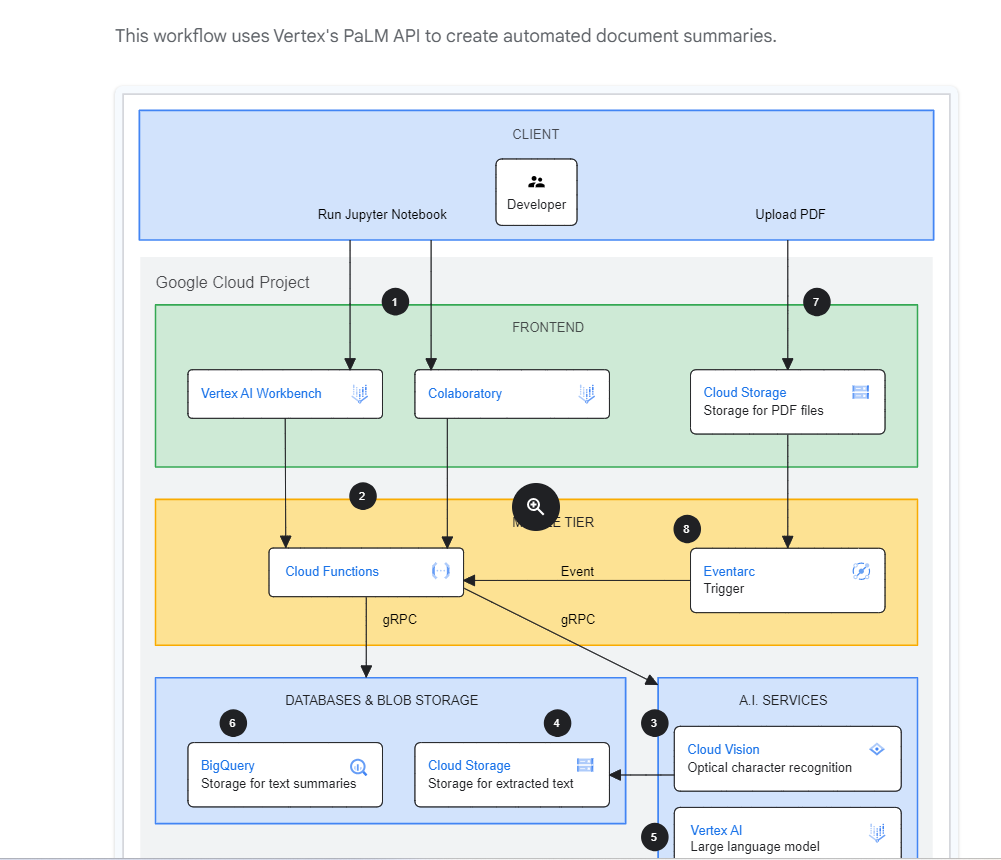 This workflow uses Vertex's PaLM API to create automated document summaries.
CLIENT
Developer
Run Jupyter Notebook
Upload PDF
Google Cloud Project
1
7
FRONTEND
Vertex AI Workbench
Colaboratory
Cloud Storage
Storage for PDF files
2
TIER
8
Cloud Functions
Event
Eventarc
Trigger
gRPC
gRPC
DATABASES & BLOB STORAGE
A.I. SERVICES
6
4
3
BigQuery
Storage for text summaries
Cloud Storage
Storage for extracted text
Cloud Vision
Optical character recognition
5
Vertex AI
Large language model